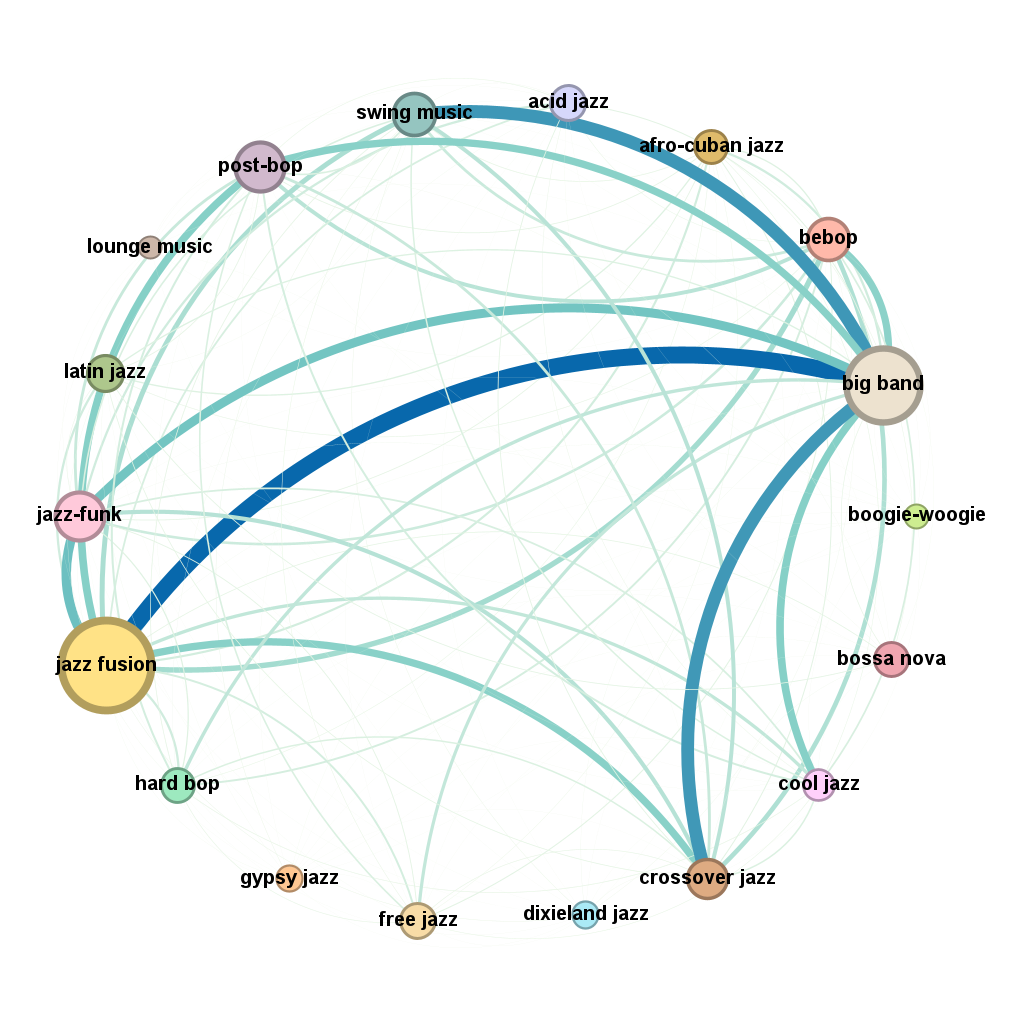 acid jazz
swing music
afro-cuban jazz
post-bop
bebop
lounge music
latin jazz
big band
jazz-funk
boogie-woogie
jazz fusion
bossa nova
hard bop
cool jazz
gypsy jazz
crossover jazz
free jazz
dixieland jazz